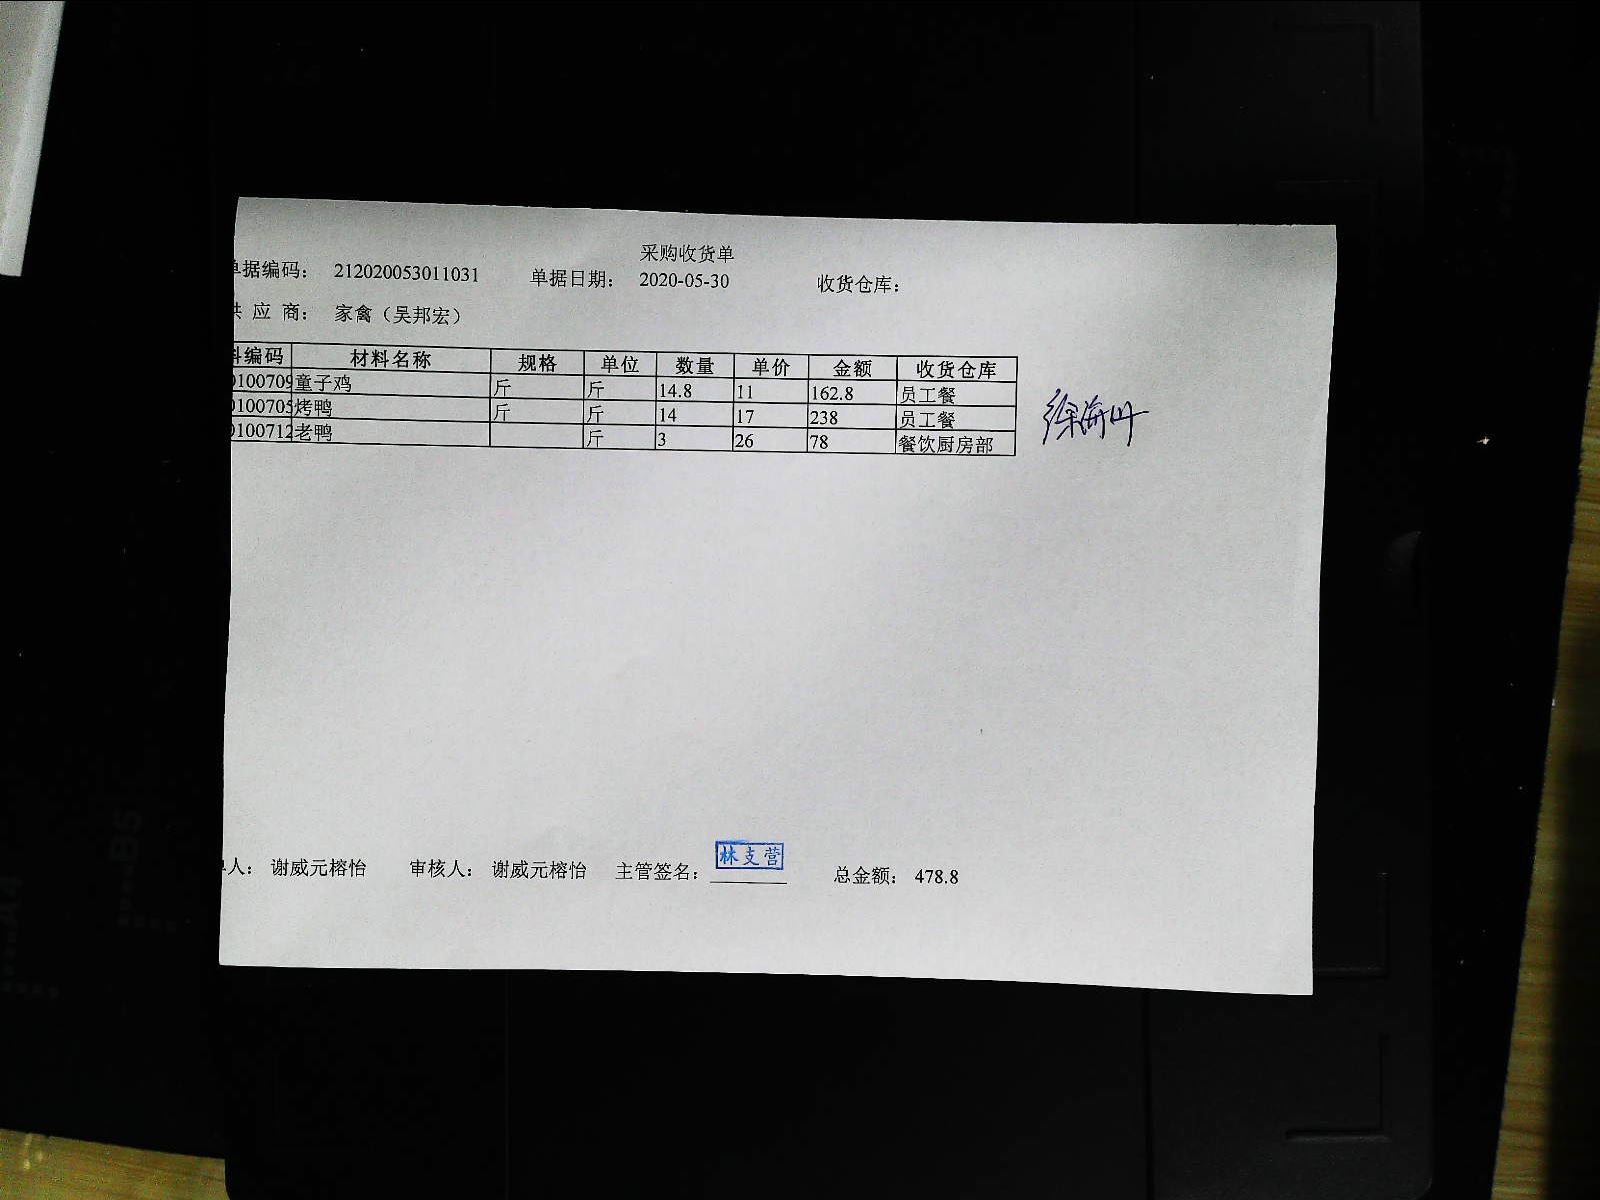 采购收货单
单据编码： 212020053011031 单据日期： 2020-05-30 收货仓库：
供 应 商： 家禽（吴邦宏）
料编码 材料名称 规格 单位 数量 单价 金额 收货仓库
0100709 童子鸡 斤 斤 14.8 11 162.8 员工餐
0100705 烤鸭 斤 斤 14 17 238 员工餐
0100712 老鸭 斤 3 26 78 餐饮厨房部
单人： 谢威元榕怡 审核人： 谢威元榕怡 主管签名： 林支营 总金额： 478.8
B5
A4